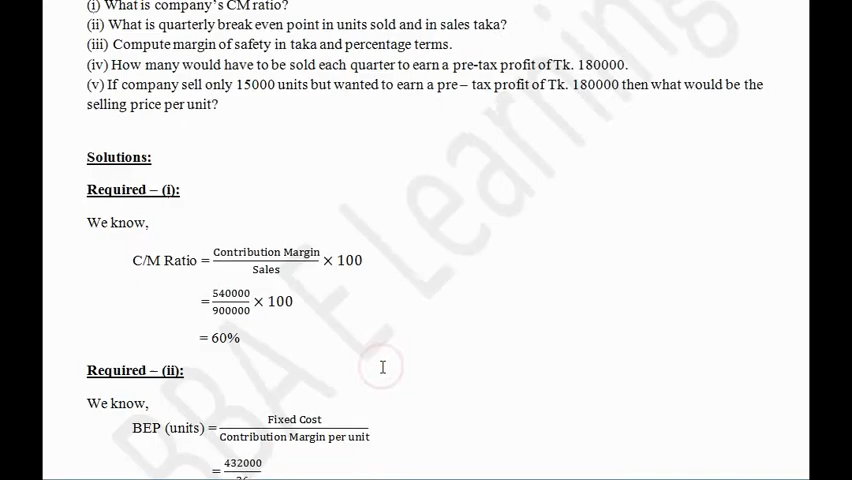 (i) What is company's CM ratio?
(ii) What is quarterly break even point in units sold and in sales taka?
(iii) Compute margin of safety in taka and percentage terms.
(iv) How many would have to be sold each quarter to earn a pre-tax profit of Tk. 180000.
(v) If company sell only 15000 units but wanted to earn a pre – tax profit of Tk. 180000 then what would be the
selling price per unit?
Solutions:
Required – (i):
We know,
C/M Ratio = Contribution Margin / Sales × 100
= 540000 / 900000 × 100
= 60%
Required – (ii):
We know,
BEP (units) = Fixed Cost / Contribution Margin per unit
= 432000
BBA E Learning